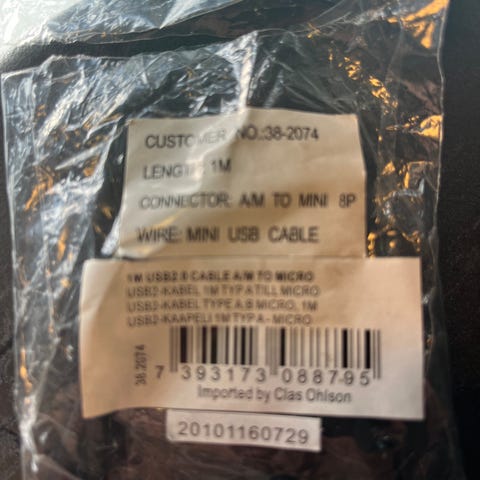 CUSTOMER NO.:38-2074
LENGTH: 1M
CONNECTOR: A/M TO MINI 8P
WIRE: MINI USB CABLE
1M USB2.0 CABLE A/M TO MICRO
USB2-KABEL 1M TYP A TILL MICRO
USB2-KABEL TYPE A,B MICRO, 1M
USB2-KAAPELI 1M TYP A - MICRO
38-2074
7 393173 088795
Imported by Clas Ohlson
20101160729